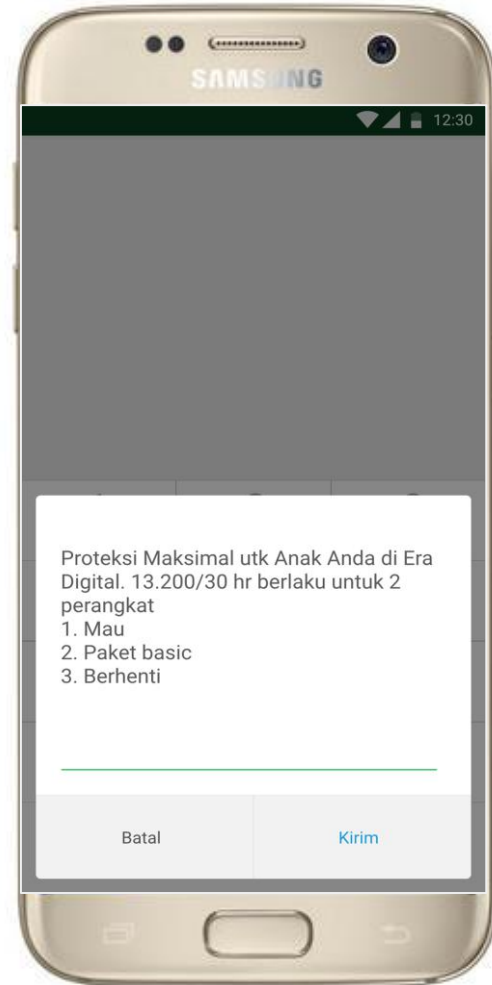 SAMSUNG
12:30
Proteksi Maksimal utk Anak Anda di Era
Digital. 13.200/30 hr berlaku untuk 2
perangkat
1. Mau
2. Paket basic
3. Berhenti
Batal
Kirim